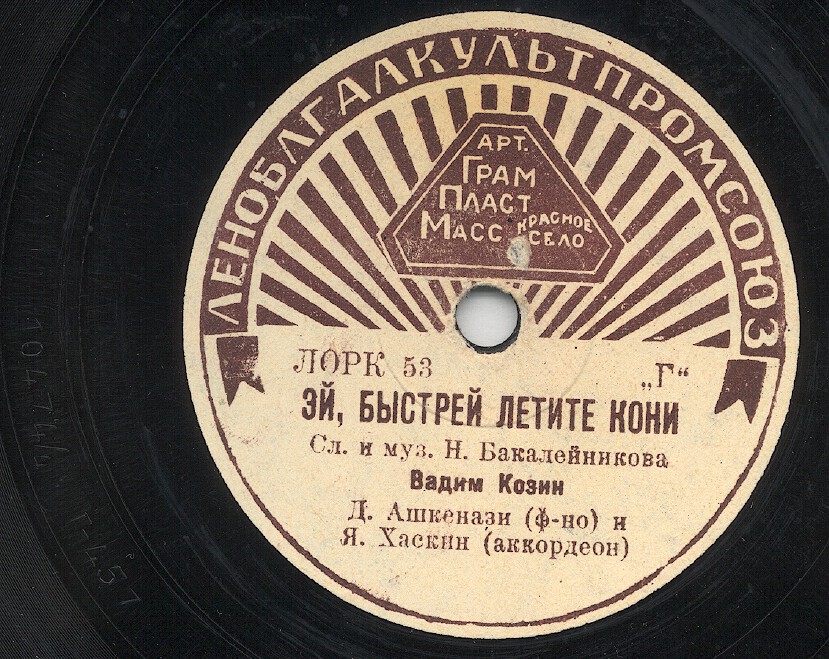 ЛЕНОБЛГАЛКУЛЬТПРОМСОЮЗ
АРТ.
ГРАМ
ПЛАСТ
МАСС КРАСНОЕ СЕЛО
ЛОРК 53 „Г“
ЭЙ, БЫСТРЕЙ ЛЕТИТЕ КОНИ
Сл. и муз. Н. Бакалейникова
Вадим Козин
Д. Ашкенази (ф-но) и
Я. Хаскин (аккордеон)